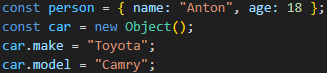 const person = { name: "Anton", age: 18 };
const car = new Object();
car.make = "Toyota";
car.model = "Camry";